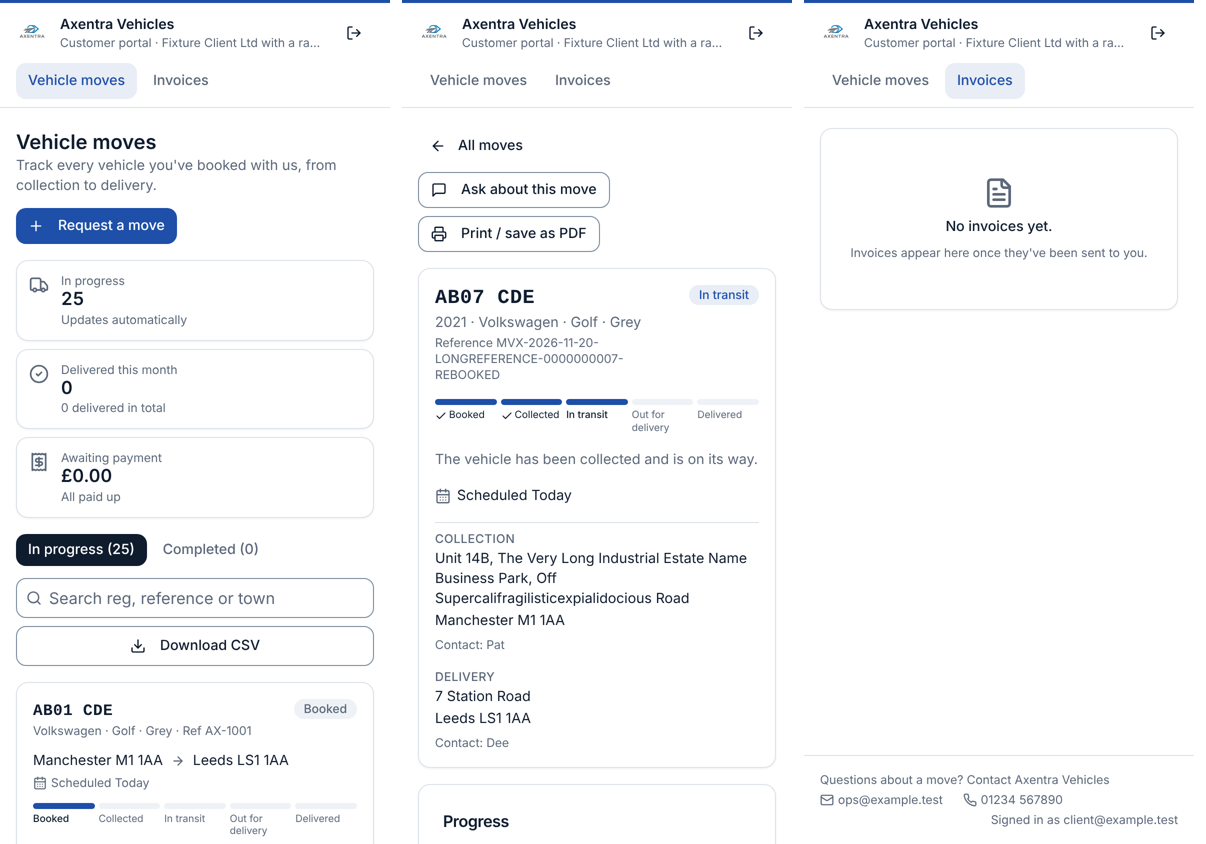 AXENTRA
Axentra Vehicles
Customer portal · Fixture Client Ltd with a ra...
Vehicle moves
Invoices
Vehicle moves
Track every vehicle you've booked with us, from
collection to delivery.
Request a move
In progress
25
Updates automatically
Delivered this month
0
0 delivered in total
Awaiting payment
£0.00
All paid up
In progress (25)
Completed (0)
Search reg, reference or town
Download CSV
AB01 CDE
Booked
Volkswagen · Golf · Grey · Ref AX-1001
Manchester M1 1AA → Leeds LS1 1AA
Scheduled Today
Booked
Collected
In transit
Out for
delivery
Delivered
AXENTRA
Axentra Vehicles
Customer portal · Fixture Client Ltd with a ra...
Vehicle moves
Invoices
All moves
Ask about this move
Print / save as PDF
AB07 CDE
In transit
2021 · Volkswagen · Golf · Grey
Reference MVX-2026-11-20-
LONGREFERENCE-0000000007-
REBOOKED
Booked
Collected
In transit
Out for
delivery
Delivered
The vehicle has been collected and is on its way.
Scheduled Today
COLLECTION
Unit 14B, The Very Long Industrial Estate Name
Business Park, Off
Supercalifragilisticexpialidocious Road
Manchester M1 1AA
Contact: Pat
DELIVERY
7 Station Road
Leeds LS1 1AA
Contact: Dee
Progress
AXENTRA
Axentra Vehicles
Customer portal · Fixture Client Ltd with a ra...
Vehicle moves
Invoices
No invoices yet.
Invoices appear here once they've been sent to you.
Questions about a move? Contact Axentra Vehicles
ops@example.test
01234 567890
Signed in as client@example.test